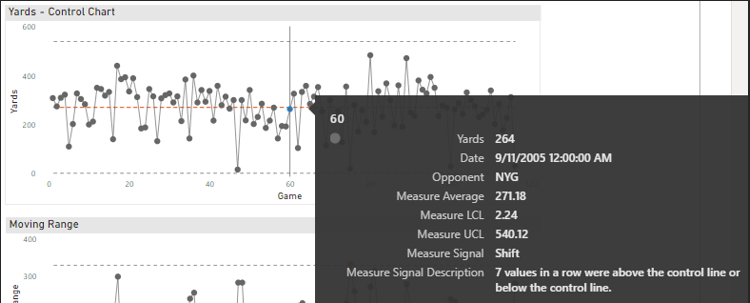 Yards - Control Chart
600
400
200
0
Yards
0
20
40
60
Game
60
Yards 264
Date 9/11/2005 12:00:00 AM
Opponent NYG
Measure Average 271.18
Measure LCL 2.24
Measure UCL 540.12
Measure Signal Shift
Measure Signal Description 7 values in a row were above the control line or
below the control line.
Moving Range
400
300
ange